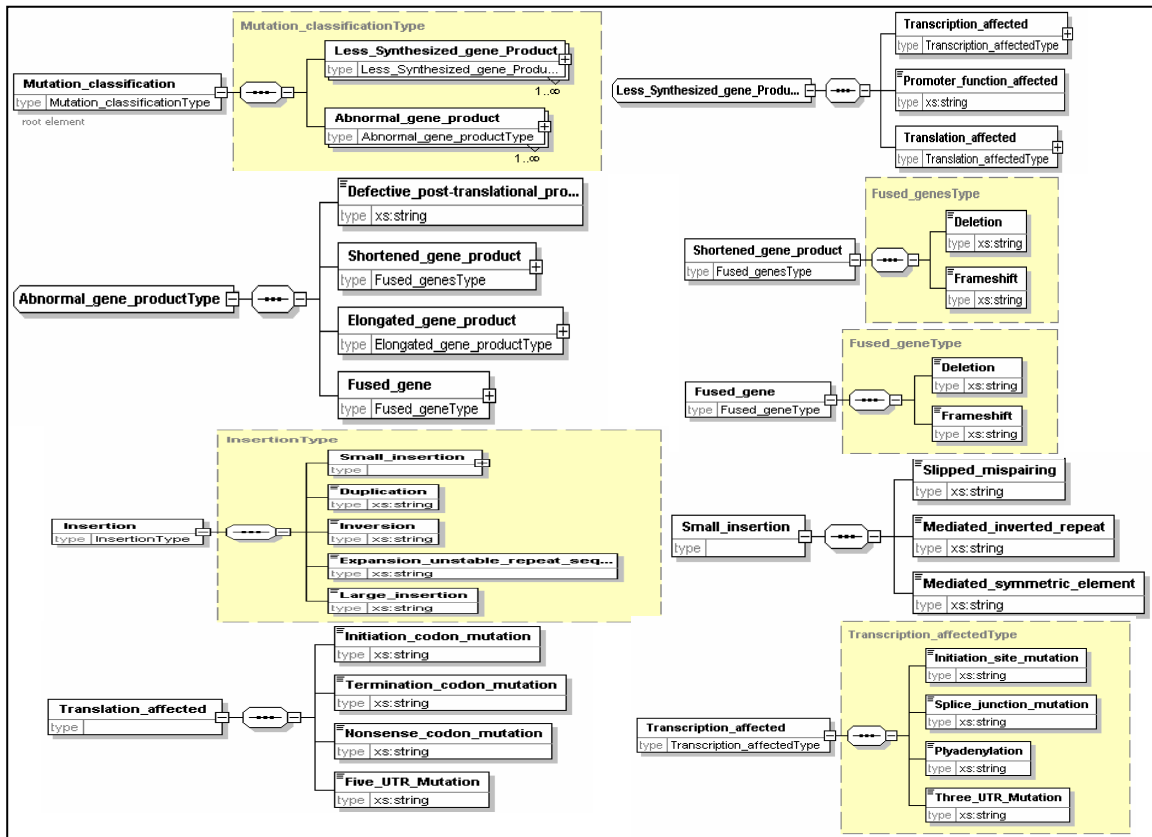 Mutation_classificationType
Mutation_classification
type Mutation_classificationType
root element
Less_Synthesized_gene_Product
type Less_Synthesized_gene_Produ...
1..∞
Abnormal_gene_product
type Abnormal_gene_productType
1..∞
Less_Synthesized_gene_Produ...
Transcription_affected
type Transcription_affectedType
Promoter_function_affected
type xs:string
Translation_affected
type Translation_affectedType
Abnormal_gene_productType
Defective_post-translational_pro...
type xs:string
Shortened_gene_product
type Fused_genesType
Elongated_gene_product
type Elongated_gene_productType
Fused_gene
type Fused_geneType
Fused_genesType
Shortened_gene_product
type Fused_genesType
Deletion
type xs:string
Frameshift
type xs:string
Fused_geneType
Fused_gene
type Fused_geneType
Deletion
type xs:string
Frameshift
type xs:string
InsertionType
Insertion
type InsertionType
Small_insertion
type
Duplication
type xs:string
Inversion
type xs:string
Expansion_unstable_repeat_seq...
type xs:string
Large_insertion
type xs:string
Small_insertion
type
Slipped_mispairing
type xs:string
Mediated_inverted_repeat
type xs:string
Mediated_symmetric_element
type xs:string
Translation_affected
type
Initiation_codon_mutation
type xs:string
Termination_codon_mutation
type xs:string
Nonsense_codon_mutation
type xs:string
Five_UTR_Mutation
type xs:string
Transcription_affectedType
Transcription_affected
type Transcription_affectedType
Initiation_site_mutation
type xs:string
Splice_junction_mutation
type xs:string
Plyadenylation
type xs:string
Three_UTR_Mutation
type xs:string